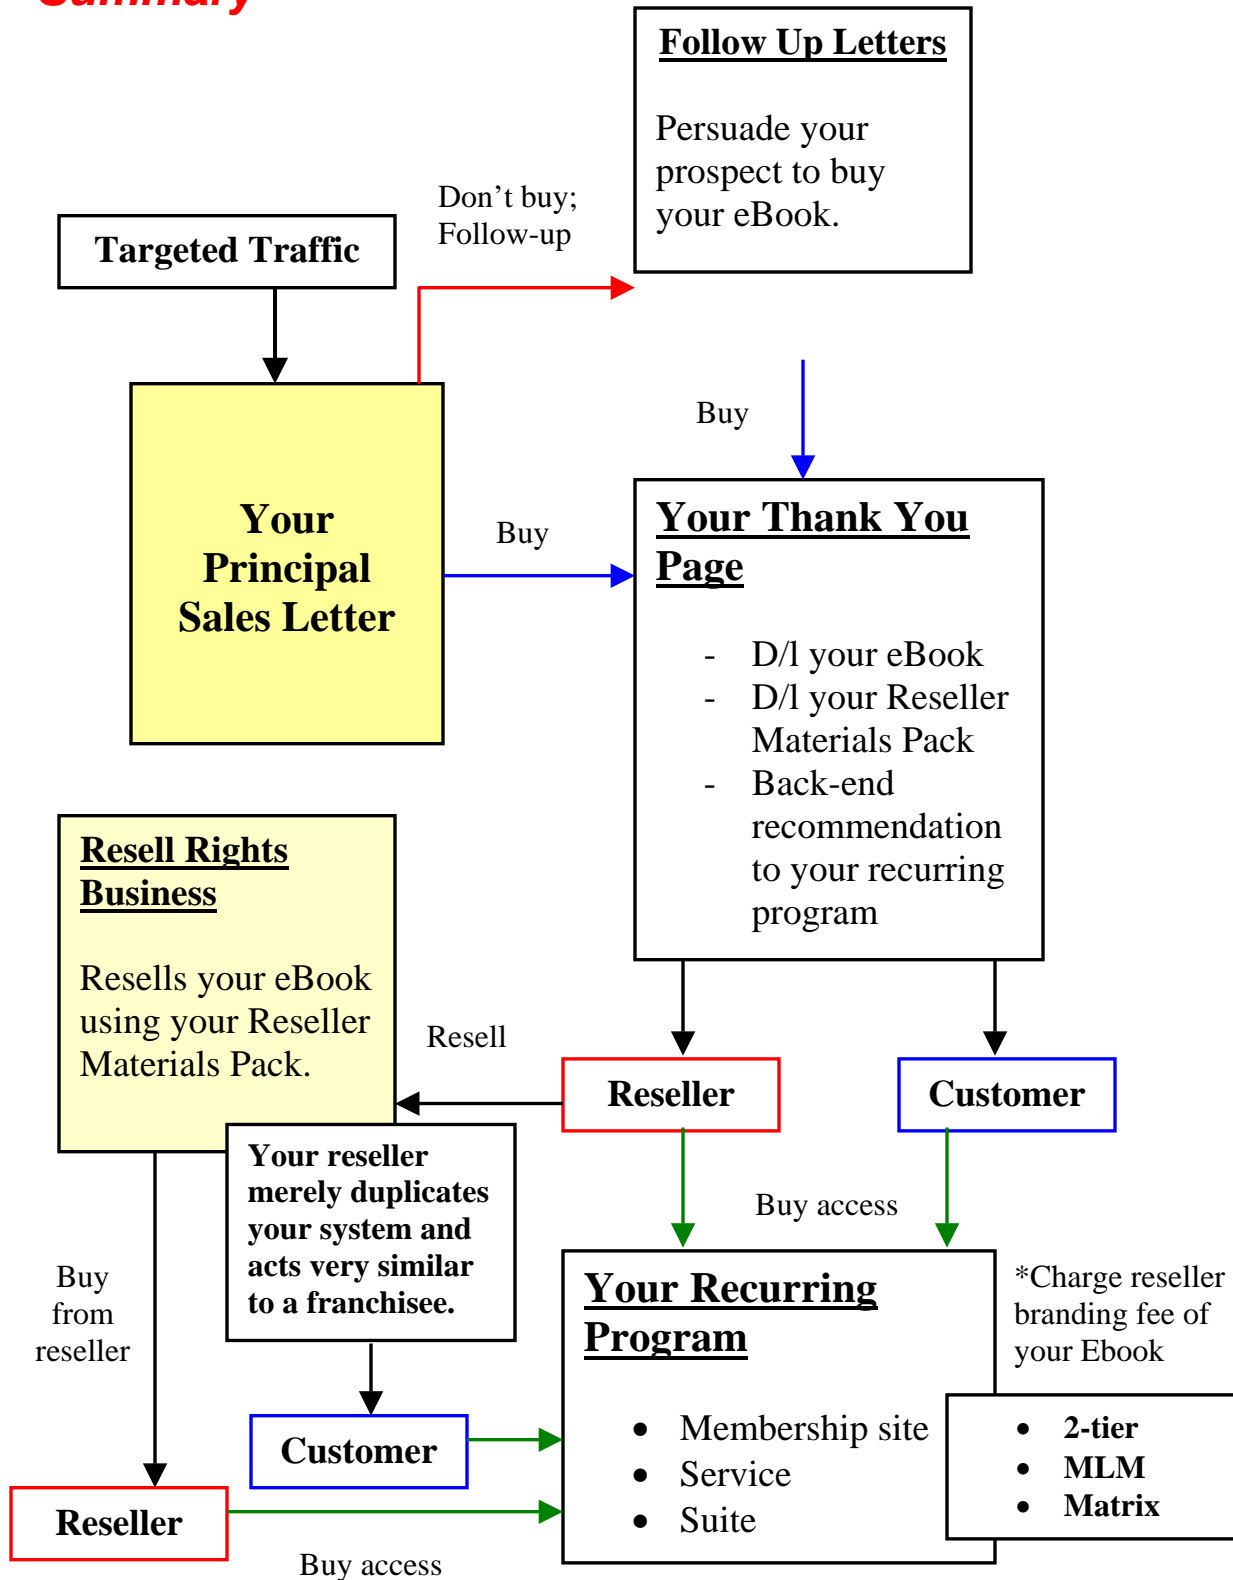 Summary
Follow Up Letters
Persuade your
prospect to buy
your eBook.
Don’t buy;
Follow-up
Targeted Traffic
Buy
Your
Principal
Sales Letter
Buy
Your Thank You
Page
- D/l your eBook
- D/l your Reseller
Materials Pack
- Back-end
recommendation
to your recurring
program
Resell Rights
Business
Resells your eBook
using your Reseller
Materials Pack.
Resell
Reseller
Customer
Your reseller
merely duplicates
your system and
acts very similar
to a franchisee.
Buy access
Buy
from
reseller
Your Recurring
Program
• Membership site
• Service
• Suite
*Charge reseller
branding fee of
your Ebook
• 2-tier
• MLM
• Matrix
Customer
Reseller
Buy access